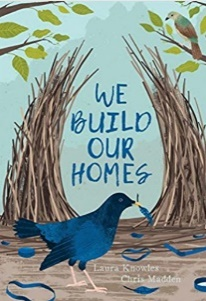 WE
BUILD
OUR
HOMES
Laura Knowles
Chris Madden